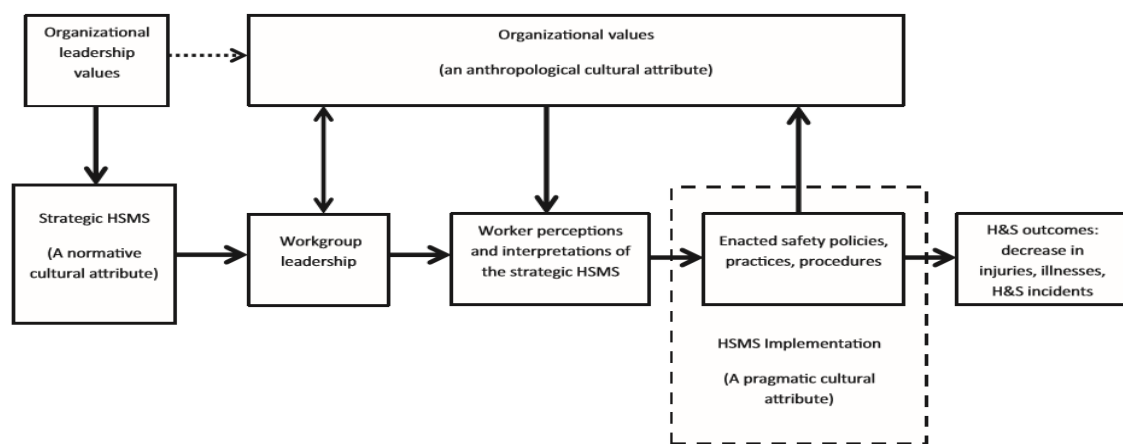 Organizational
leadership
values
Organizational values
(an anthropological cultural attribute)
Strategic HSMS
(A normative
cultural attribute)
Workgroup
leadership
Worker perceptions
and interpretations of
the strategic HSMS
Enacted safety policies,
practices, procedures
H&S outcomes:
decrease in
injuries, illnesses,
H&S incidents
HSMS Implementation
(A pragmatic cultural
attribute)